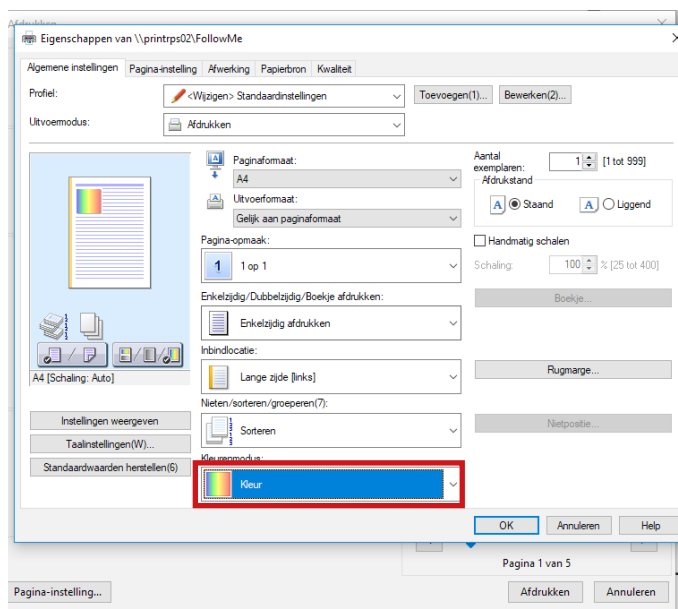 Afdrukken
Eigenschappen van \\printrps02\FollowMe
Algemene instellingen Pagina-instelling Afwerking Papierbron Kwaliteit
Profiel:
<Wijzigen> Standaardinstellingen
Toevoegen(1)... Bewerken(2)...
Uitvoermodus:
Afdrukken
Paginaformaat:
A4
Uitvoerformaat:
Gelijk aan paginaformaat
Aantal
exemplaren:
1 [1 tot 999]
Afdrukstand
A Staand A Liggend
Pagina-opmaak:
1 1 op 1
Handmatig schalen
Schaling: 100 % [25 tot 400]
Enkelzijdig/Dubbelzijdig/Boekje afdrukken:
Enkelzijdig afdrukken
Boekje...
Inbindlocatie:
Lange zijde [links]
Rugmarge...
A4 [Schaling: Auto]
Nieten/sorteren/groeperen(7):
Sorteren
Nietpositie...
Instellingen weergeven
Taalinstellingen(W)...
Standaardwaarden herstellen(6)
Kleurenmodus:
Kleur
OK Annuleren Help
Pagina 1 van 5
Pagina-instelling... Afdrukken Annuleren